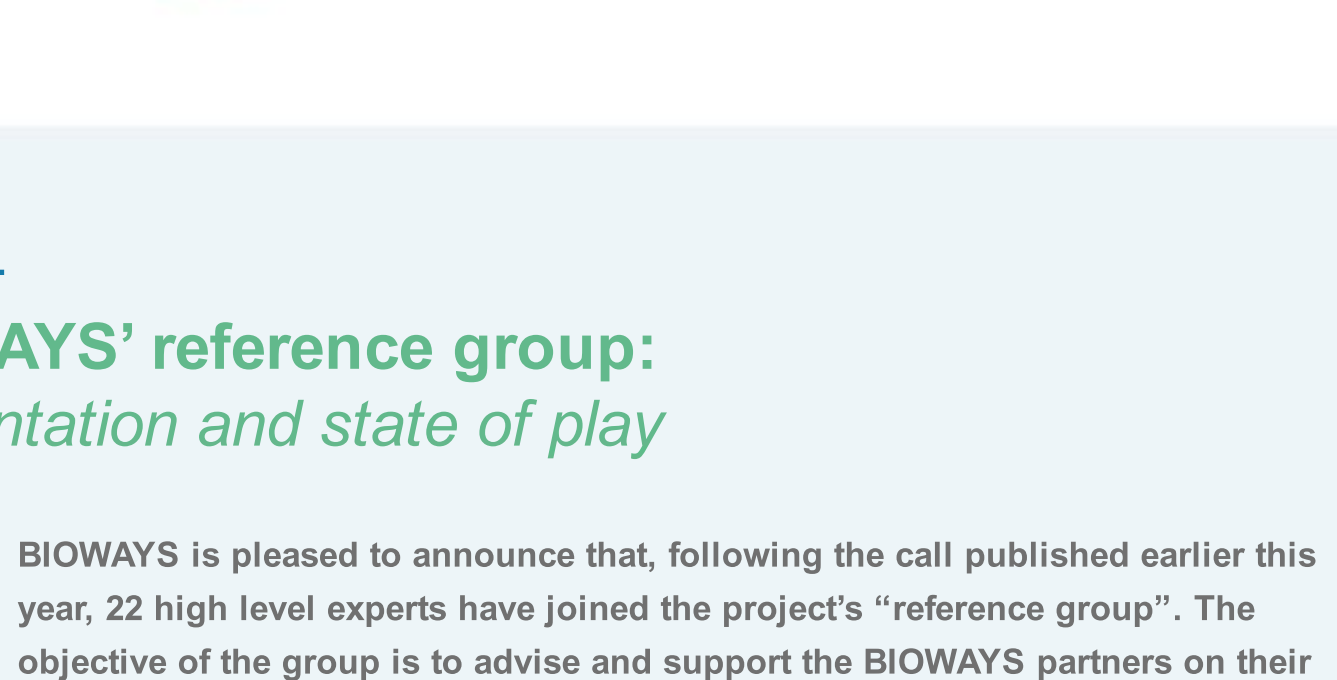 AYS’ reference group:
ntation and state of play
BIOWAYS is pleased to announce that, following the call published earlier this
year, 22 high level experts have joined the project’s “reference group”. The
objective of the group is to advise and support the BIOWAYS partners on their